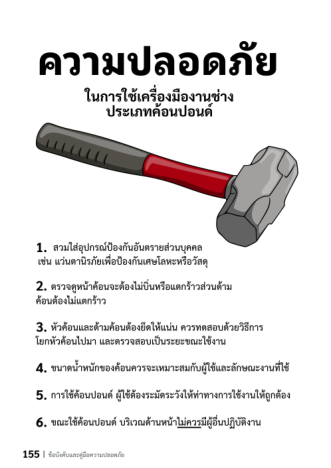 ความปลอดภัย
ในการใช้เครื่องมืองานช่าง
ประเภทค้อนปอนด์
1. สวมใส่อุปกรณ์ป้องกันอันตรายส่วนบุคคล
เช่น แว่นตานิรภัยเพื่อป้องกันเศษโลหะหรือวัสดุ
2. ตรวจดูหน้าค้อนจะต้องไม่บิ่นหรือแตกร้าวส่วนด้าม
ค้อนต้องไม่แตกร้าว
3. หัวค้อนและด้ามค้อนต้องยึดให้แน่น ควรทดสอบด้วยวิธีการ
โยกหัวค้อนไปมา และตรวจสอบเป็นระยะขณะใช้งาน
4. ขนาดน้ำหนักของค้อนควรจะเหมาะสมกับผู้ใช้และลักษณะงานที่ใช้
5. การใช้ค้อนปอนด์ ผู้ใช้ต้องระมัดระวังให้ท่าทางการใช้งานให้ถูกต้อง
6. ขณะใช้ค้อนปอนด์ บริเวณด้านหน้าไม่ควรมีผู้อื่นปฏิบัติงาน
155 | ข้อบังคับและคู่มือความปลอดภัย